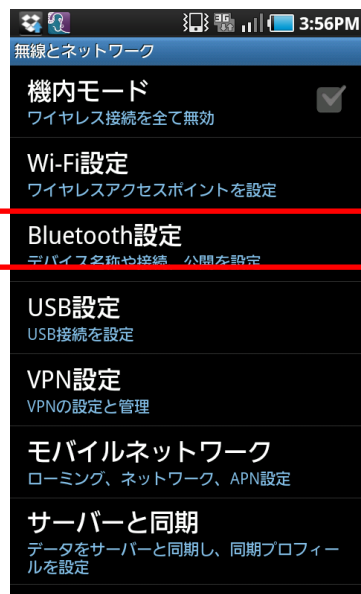 3:56PM
無線とネットワーク
機内モード
ワイヤレス接続を全て無効
Wi-Fi設定
ワイヤレスアクセスポイントを設定
Bluetooth設定
デバイス名称や接続、公開を設定
USB設定
USB接続を設定
VPN設定
VPNの設定と管理
モバイルネットワーク
ローミング、ネットワーク、APN設定
サーバーと同期
データをサーバーと同期し、同期プロフィー
ルを設定